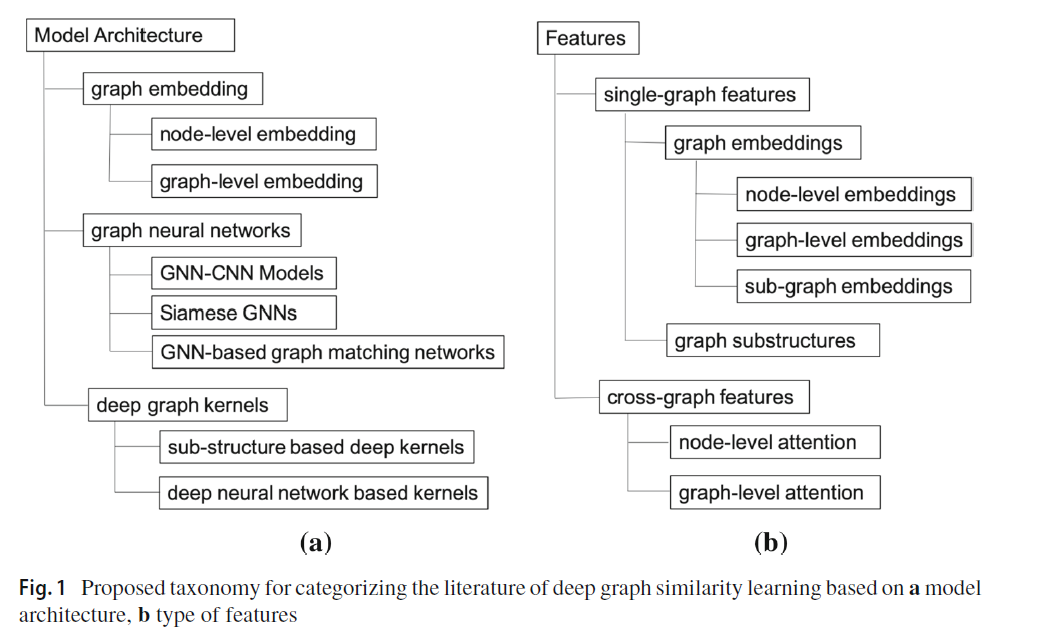 Model Architecture
graph embedding
node-level embedding
graph-level embedding
graph neural networks
GNN-CNN Models
Siamese GNNs
GNN-based graph matching networks
deep graph kernels
sub-structure based deep kernels
deep neural network based kernels
(a)
Features
single-graph features
graph embeddings
node-level embeddings
graph-level embeddings
sub-graph embeddings
graph substructures
cross-graph features
node-level attention
graph-level attention
(b)
Fig. 1 Proposed taxonomy for categorizing the literature of deep graph similarity learning based on a model
architecture, b type of features